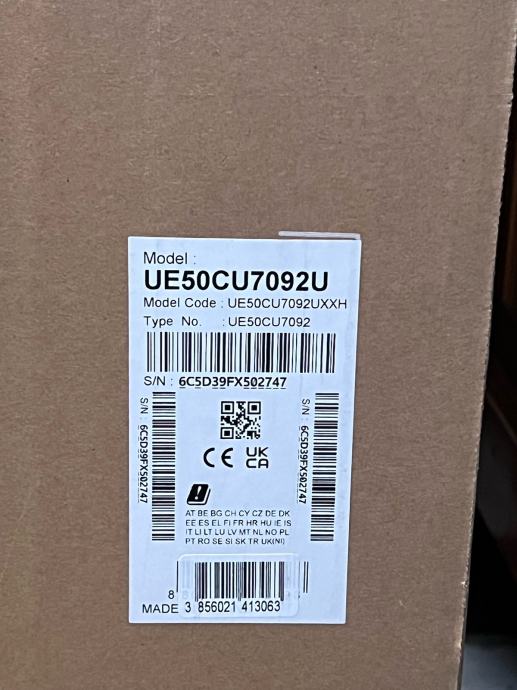 Model :
UE50CU7092U
Model Code : UE50CU7092UXXH
Type No. : UE50CU7092
S/N : 6C5D39FX502747
S/N : 6C5D39FX502747
S/N : 6C5D39FX502747
CE UK
CA
AT BE BG CH CY CZ DE DK
EE ES EL FI FR HR HU IE IS
IT LI LT LU LV MT NL NO PL
PT RO SE SI SK TR UK(NI)
8
MADE 3 856021 413063